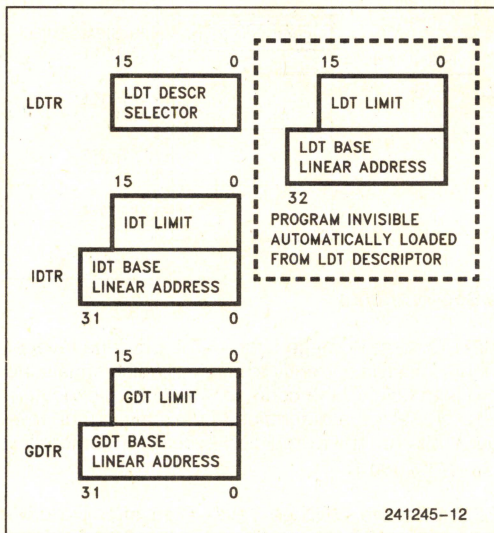 15 0
LDTR
LDT DESCR
SELECTOR
15 0
LDT LIMIT
LDT BASE
LINEAR ADDRESS
32
PROGRAM INVISIBLE
AUTOMATICALLY LOADED
FROM LDT DESCRIPTOR
15 0
IDT LIMIT
IDTR
IDT BASE
LINEAR ADDRESS
31 0
15 0
GDT LIMIT
GDTR
GDT BASE
LINEAR ADDRESS
31 0
241245-12